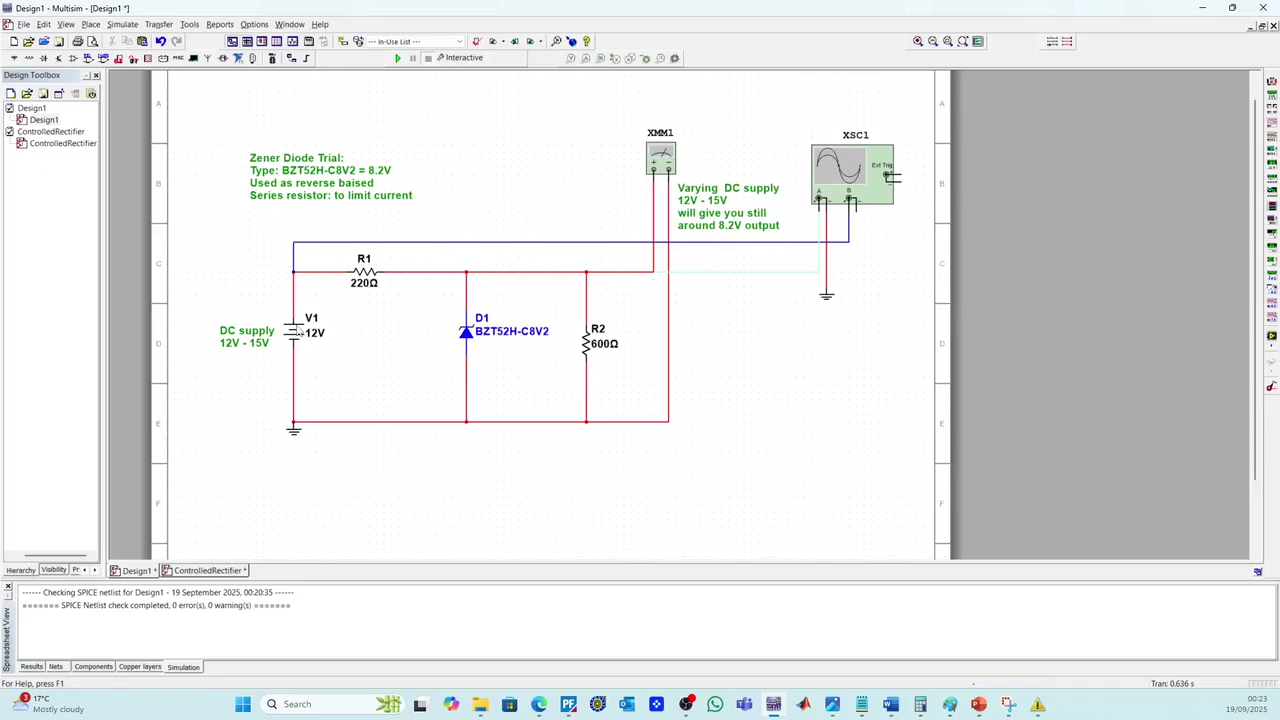 Design1 - Multisim - [Design1 *]
File Edit View Place Simulate Transfer Tools Reports Options Window Help
--- In-Use List ---
Interactive
Design Toolbox
Design1
Design1
ControlledRectifier
ControlledRectifier
A
A
B
B
C
C
D
D
E
E
F
F
Zener Diode Trial:
Type: BZT52H-C8V2 = 8.2V
Used as reverse baised
Series resistor: to limit current
XMM1
+ -
XSC1
Ext Trig
A B
Varying DC supply
12V - 15V
will give you still
around 8.2V output
R1
220Ω
V1
12V
DC supply
12V - 15V
D1
BZT52H-C8V2
R2
600Ω
Hierarchy Visibility Pr
Design1 * ControlledRectifier *
Spreadsheet View
------ Checking SPICE netlist for Design1 - 19 September 2025, 00:20:35 ------
======= SPICE Netlist check completed, 0 error(s), 0 warning(s) =======
Results Nets Components Copper layers Simulation
For Help, press F1
-
Tran: 0.636 s
3
17°C
Mostly cloudy
Search
00:23
19/09/2025